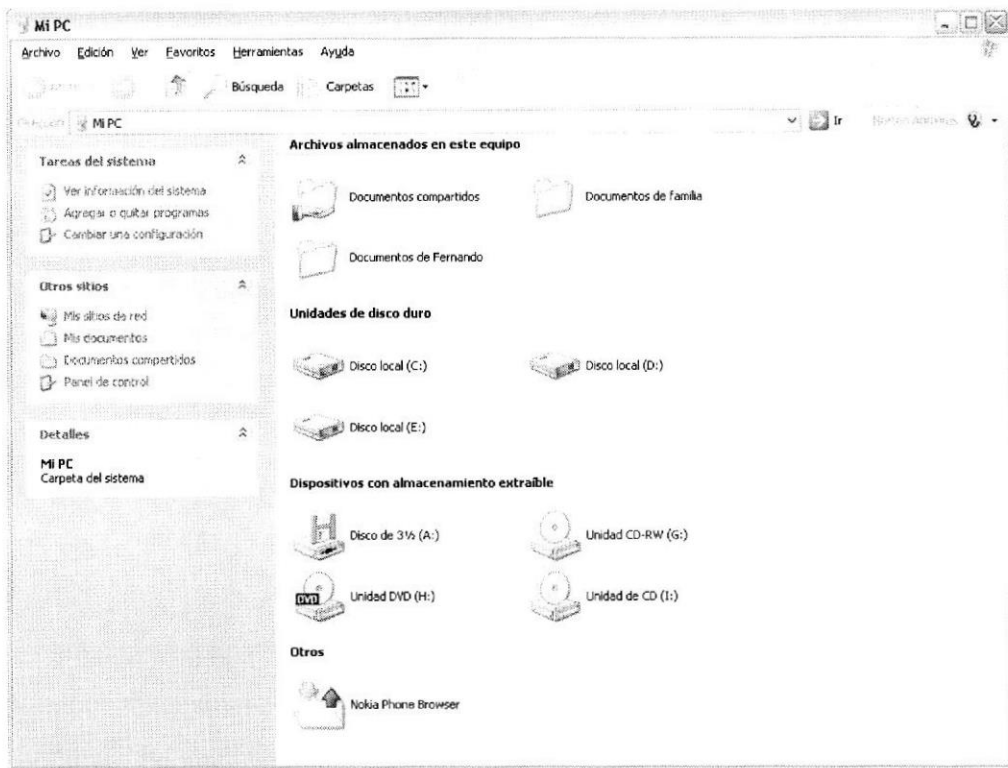 Mi PC
Archivo Edición Ver Favoritos Herramientas Ayuda
Búsqueda Carpetas
Mi PC Ir
Tareas del sistema
Ver información del sistema
Agregar o quitar programas
Cambiar una configuración
Otros sitios
Mis sitios de red
Mis documentos
Documentos compartidos
Panel de control
Detalles
Mi PC
Carpeta del sistema
Archivos almacenados en este equipo
Documentos compartidos Documentos de familia
Documentos de Fernando
Unidades de disco duro
Disco local (C:) Disco local (D:)
Disco local (E:)
Dispositivos con almacenamiento extraíble
Disco de 3½ (A:) Unidad CD-RW (G:)
DVD Unidad DVD (H:) Unidad de CD (I:)
Otros
Nokia Phone Browser